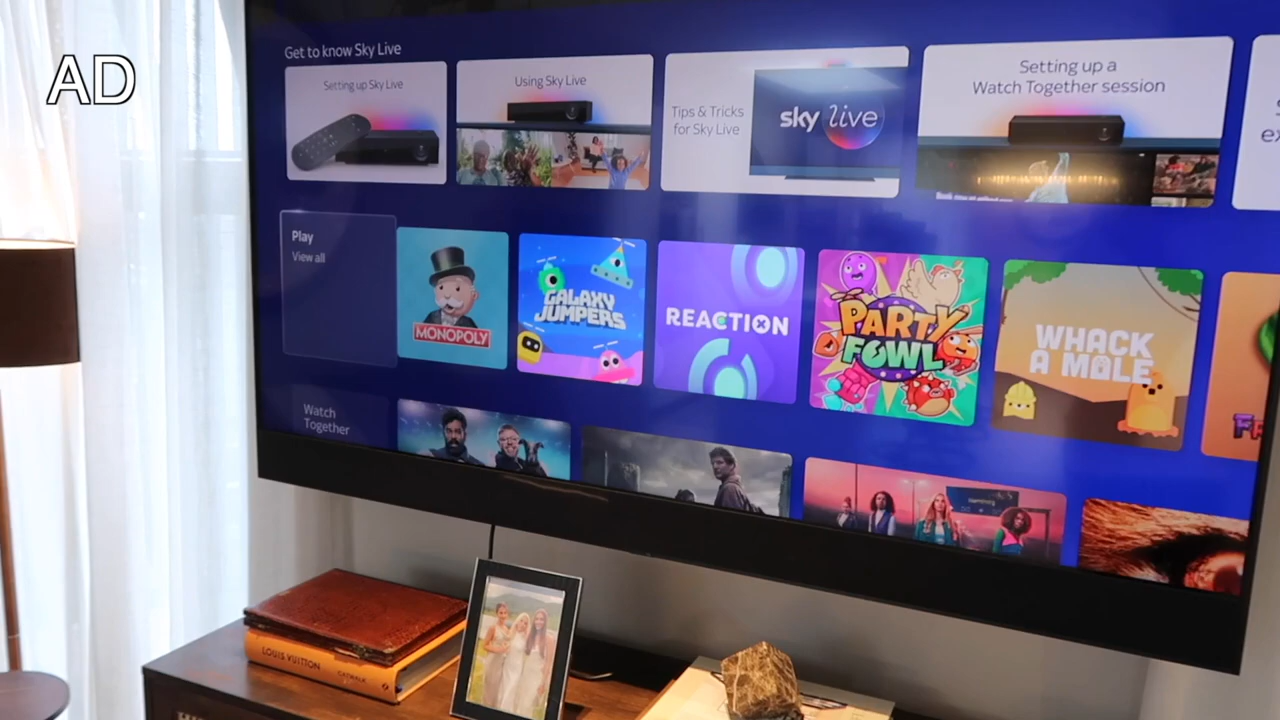 AD
Get to know Sky Live
Setting up Sky Live
Using Sky Live
Tips & Tricks
for Sky Live
sky live
Setting up a
Watch Together session
Play
View all
MONOPOLY
GALAXY
JUMPERS
REACTION
PARTY
FOWL
WHACK
A MOLE
Watch
Together
LOUIS VUITTON
CATWALK